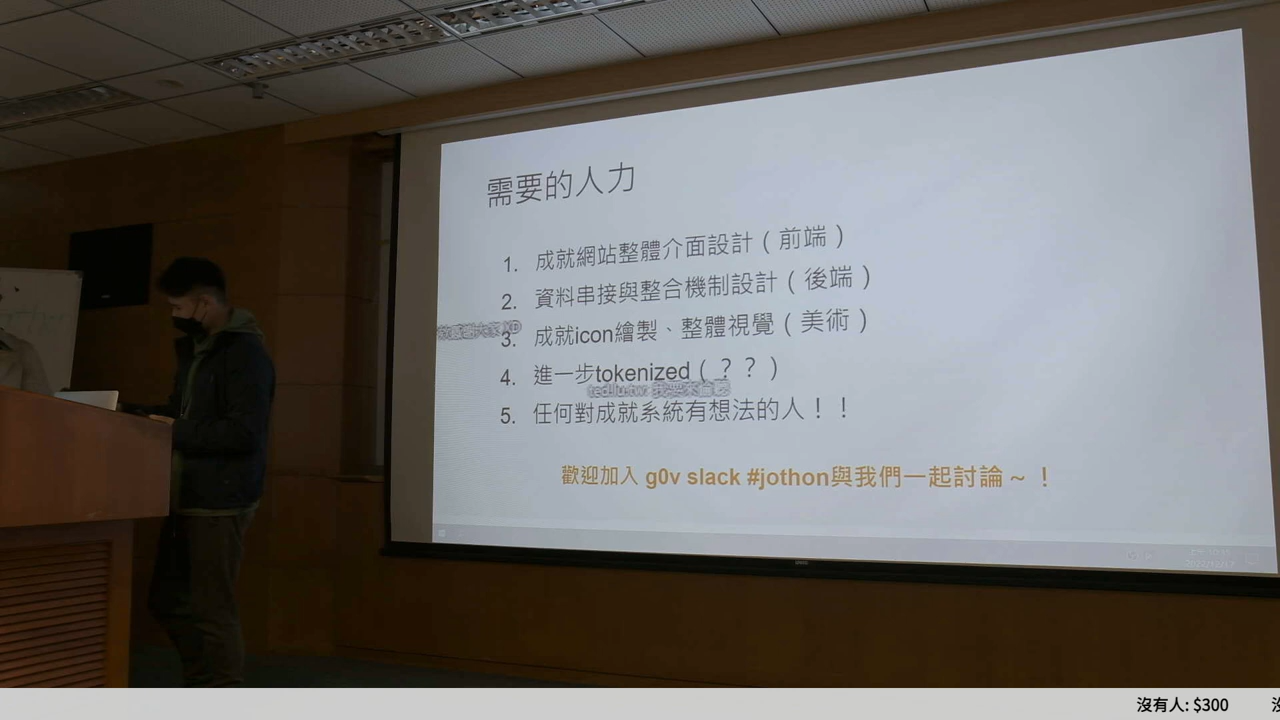 需要的人力
1. 成就網站整體介面設計（前端）
2. 資料串接與整合機制設計（後端）
3. 成就icon繪製、整體視覺（美術）
4. 進一步tokenized（？？）
5. 任何對成就系統有想法的人！！
歡迎加入 g0v slack #jothon與我們一起討論～！
沒有人: $300